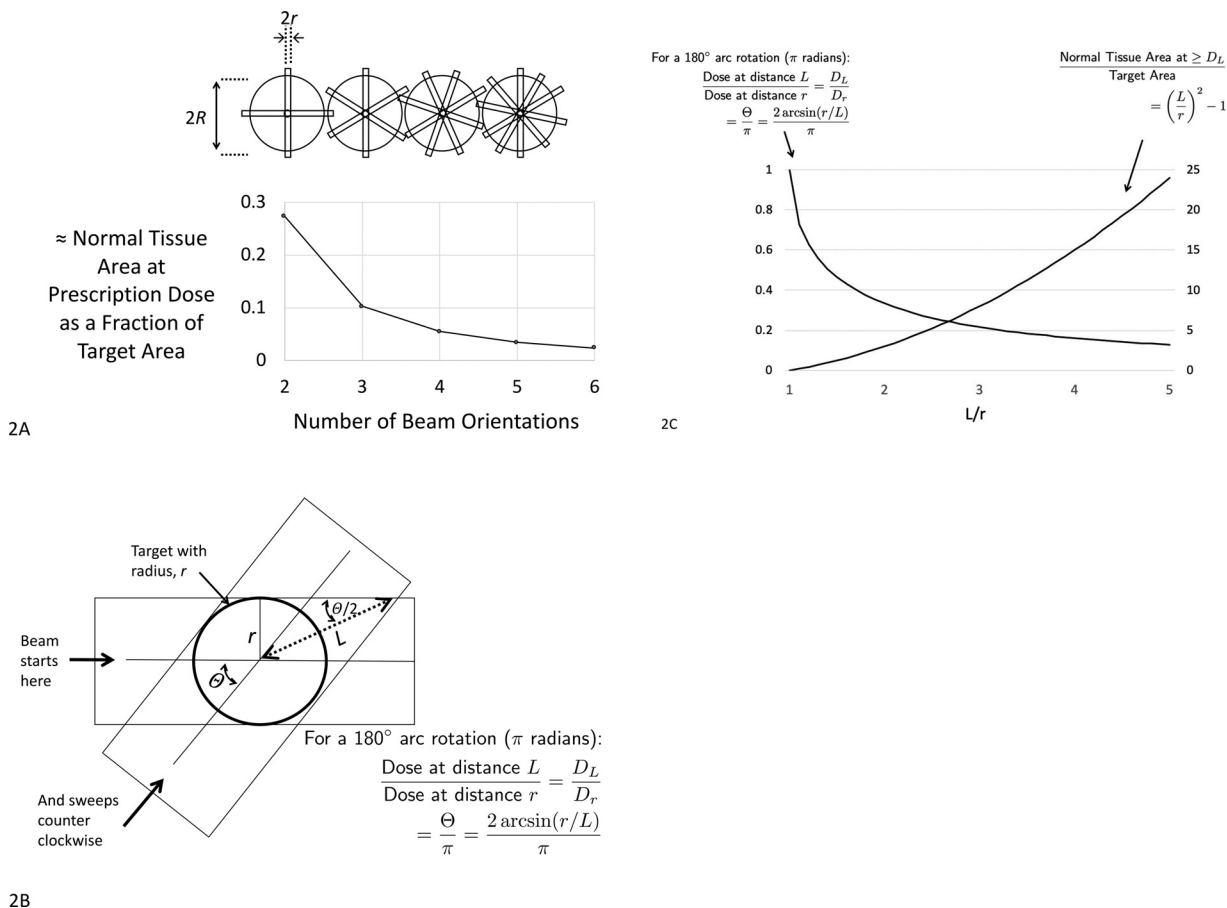 2r
2R
≈ Normal Tissue
Area at
Prescription Dose
as a Fraction of
Target Area
0.3
0.2
0.1
0
2 3 4 5 6
Number of Beam Orientations
2A
For a 180° arc rotation (π radians):
Dose at distance L / Dose at distance r = D_L / D_r
= Θ/π = 2 arcsin(r/L)/π
Normal Tissue Area at ≥ D_L / Target Area
= (L/r)² − 1
1
0.8
0.6
0.4
0.2
0
25
20
15
10
5
0
1 2 3 4 5
L/r
2C
Target with
radius, r
Beam
starts
here
r
L
Θ/2
Θ
And sweeps
counter
clockwise
For a 180° arc rotation (π radians):
Dose at distance L / Dose at distance r = D_L / D_r
= Θ/π = 2 arcsin(r/L)/π
2B